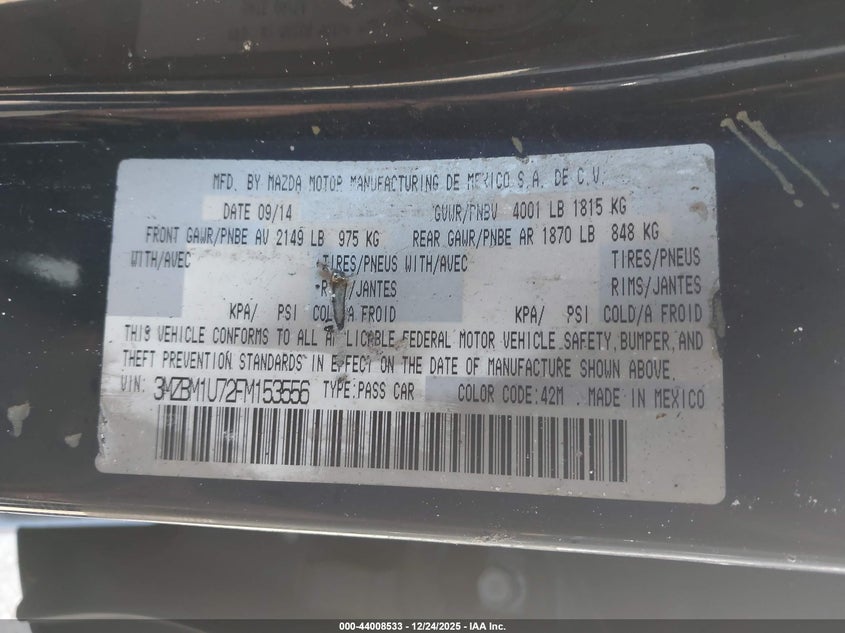 MFD. BY MAZDA MOTOR MANUFACTURING DE MEXICO S.A. DE C.V.
DATE 09/14 GVWR/PNBV 4001 LB 1815 KG
FRONT GAWR/PNBE AV 2149 LB 975 KG REAR GAWR/PNBE AR 1870 LB 848 KG
WITH/AVEC TIRES/PNEUS WITH/AVEC TIRES/PNEUS
RIMS/JANTES RIMS/JANTES
KPA/ PSI COLD/A FROID KPA/ PSI COLD/A FROID
THIS VEHICLE CONFORMS TO ALL APPLICABLE FEDERAL MOTOR VEHICLE SAFETY, BUMPER, AND
THEFT PREVENTION STANDARDS IN EFFECT ON THE DATE OF MANUFACTURE SHOWN ABOVE.
VIN: 3MZBM1U72FM153556 TYPE:PASS CAR COLOR CODE:42M MADE IN MEXICO
000-44008533 - 12/24/2025 - IAA Inc.